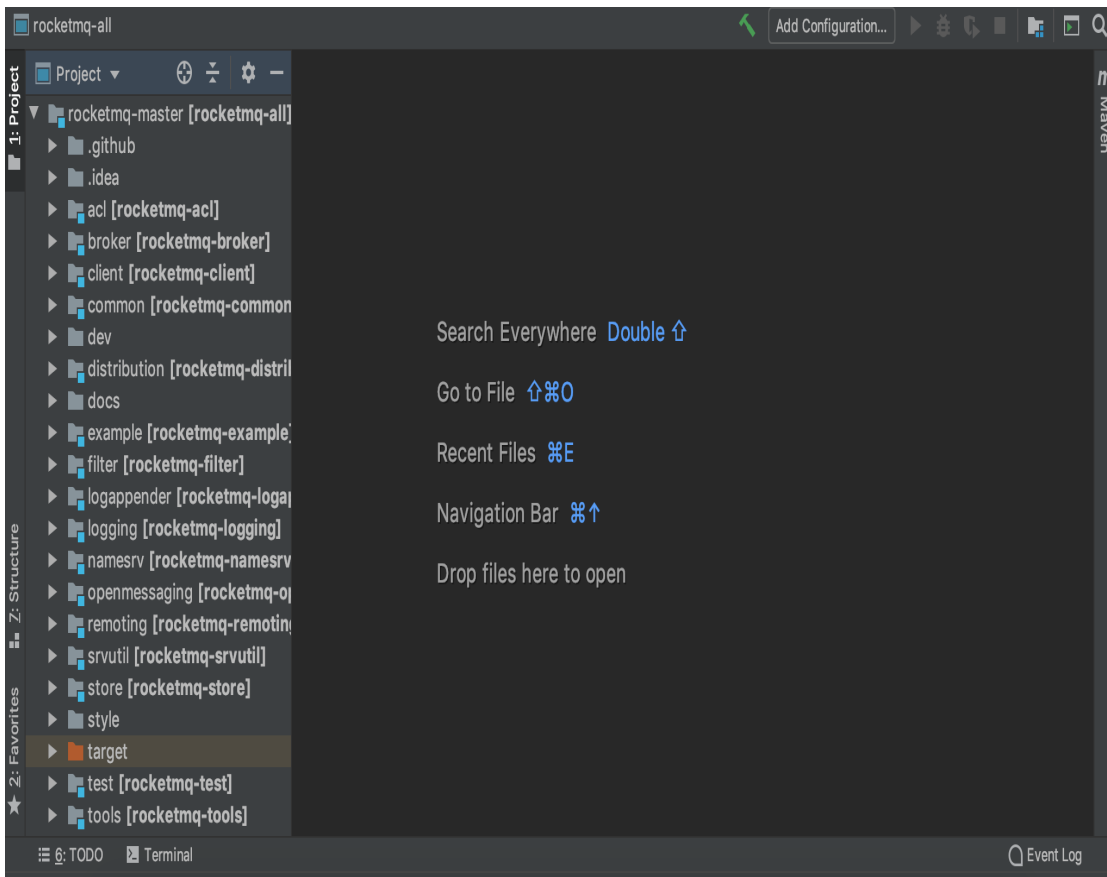 rocketmq-all
Add Configuration...
1: Project
Project
rocketmq-master [rocketmq-all]
.github
.idea
acl [rocketmq-acl]
broker [rocketmq-broker]
client [rocketmq-client]
common [rocketmq-common
dev
distribution [rocketmq-distril
docs
example [rocketmq-example]
filter [rocketmq-filter]
logappender [rocketmq-logap
logging [rocketmq-logging]
namesrv [rocketmq-namesrv
openmessaging [rocketmq-op
remoting [rocketmq-remoting
srvutil [rocketmq-srvutil]
store [rocketmq-store]
style
target
test [rocketmq-test]
tools [rocketmq-tools]
Z: Structure
2: Favorites
Search Everywhere Double ⇧
Go to File ⇧⌘O
Recent Files ⌘E
Navigation Bar ⌘↑
Drop files here to open
m Maven
6: TODO
Terminal
Event Log